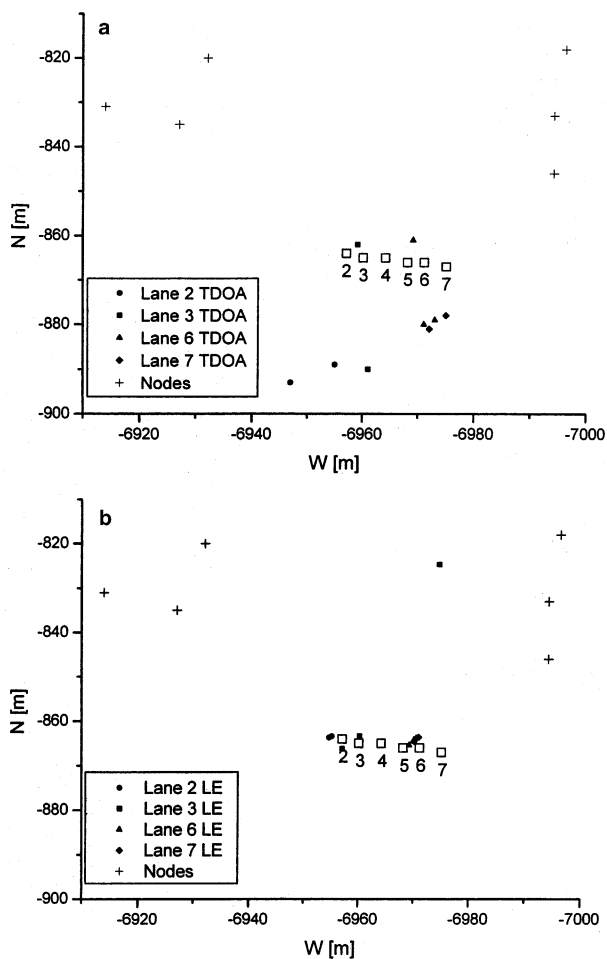 a
-820
-840
-860
-880
-900
N [m]
2 3 4 5 6 7
Lane 2 TDOA
Lane 3 TDOA
Lane 6 TDOA
Lane 7 TDOA
Nodes
-6920 -6940 -6960 -6980 -7000
W [m]
b
-820
-840
-860
-880
-900
N [m]
2 3 4 5 6 7
Lane 2 LE
Lane 3 LE
Lane 6 LE
Lane 7 LE
Nodes
-6920 -6940 -6960 -6980 -7000
W [m]